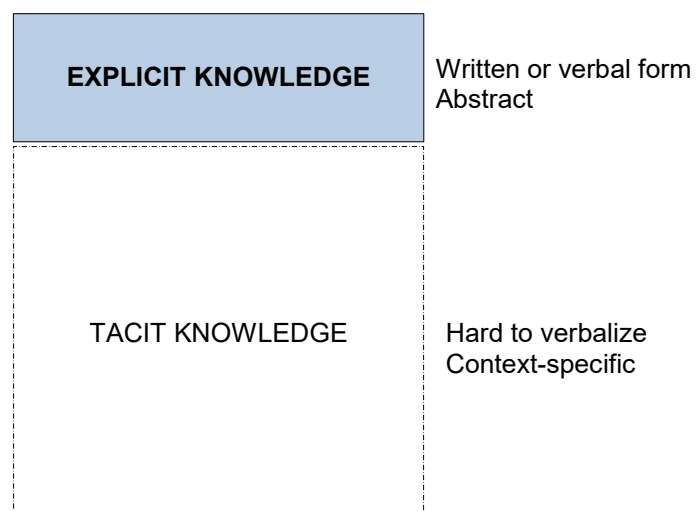 EXPLICIT KNOWLEDGE
Written or verbal form
Abstract
TACIT KNOWLEDGE
Hard to verbalize
Context-specific